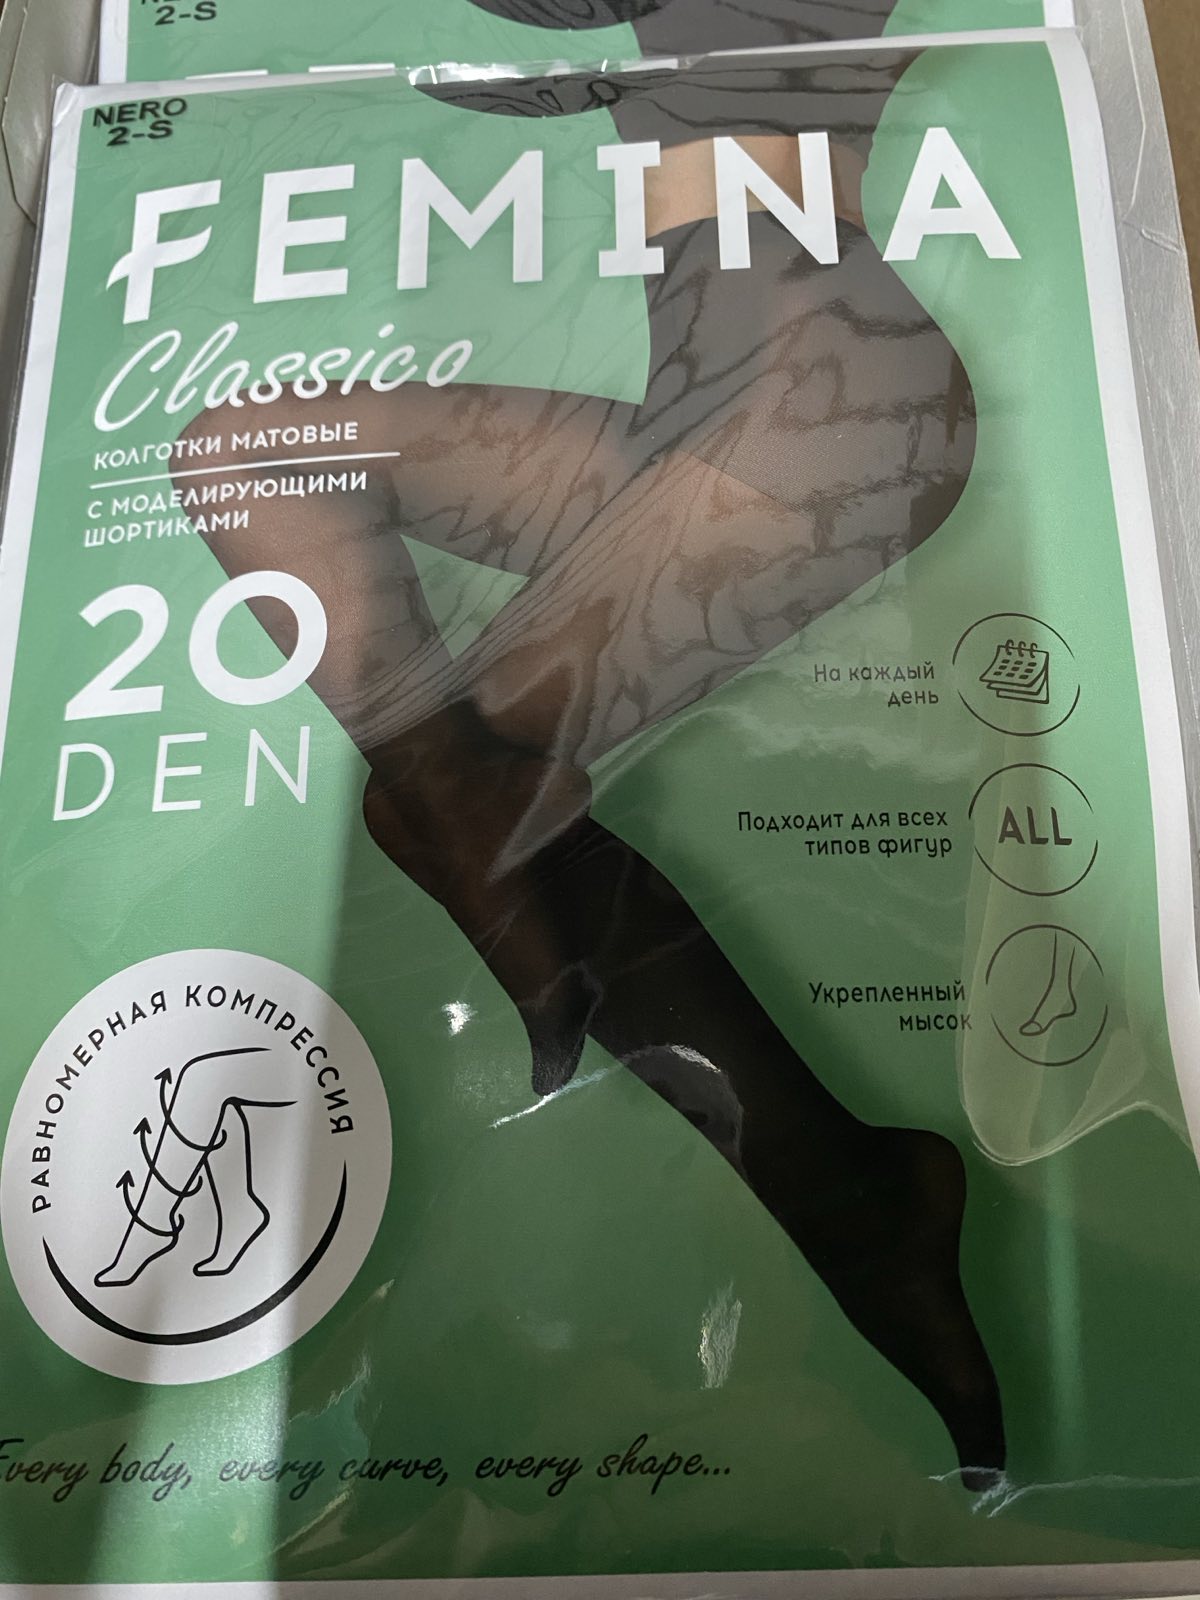 2-S
NERO
2-S
FEMINA
Classico
КОЛГОТКИ МАТОВЫЕ
С МОДЕЛИРУЮЩИМИ
ШОРТИКАМИ
20
DEN
На каждый
день
Подходит для всех
типов фигур
ALL
Укрепленный
мысок
РАВНОМЕРНАЯ КОМПРЕССИЯ
Every body, every curve, every shape...